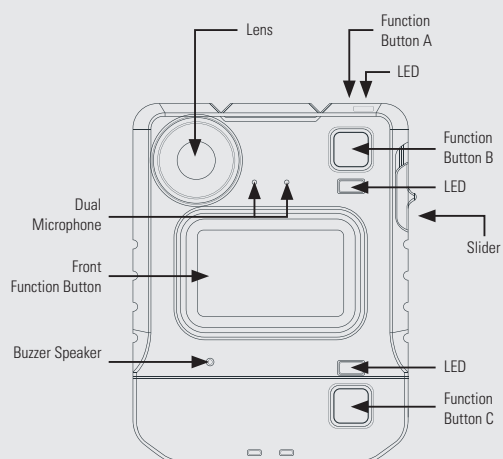 Lens
Function
Button A
LED
Function
Button B
LED
Dual
Microphone
Slider
Front
Function Button
Buzzer Speaker
LED
Function
Button C